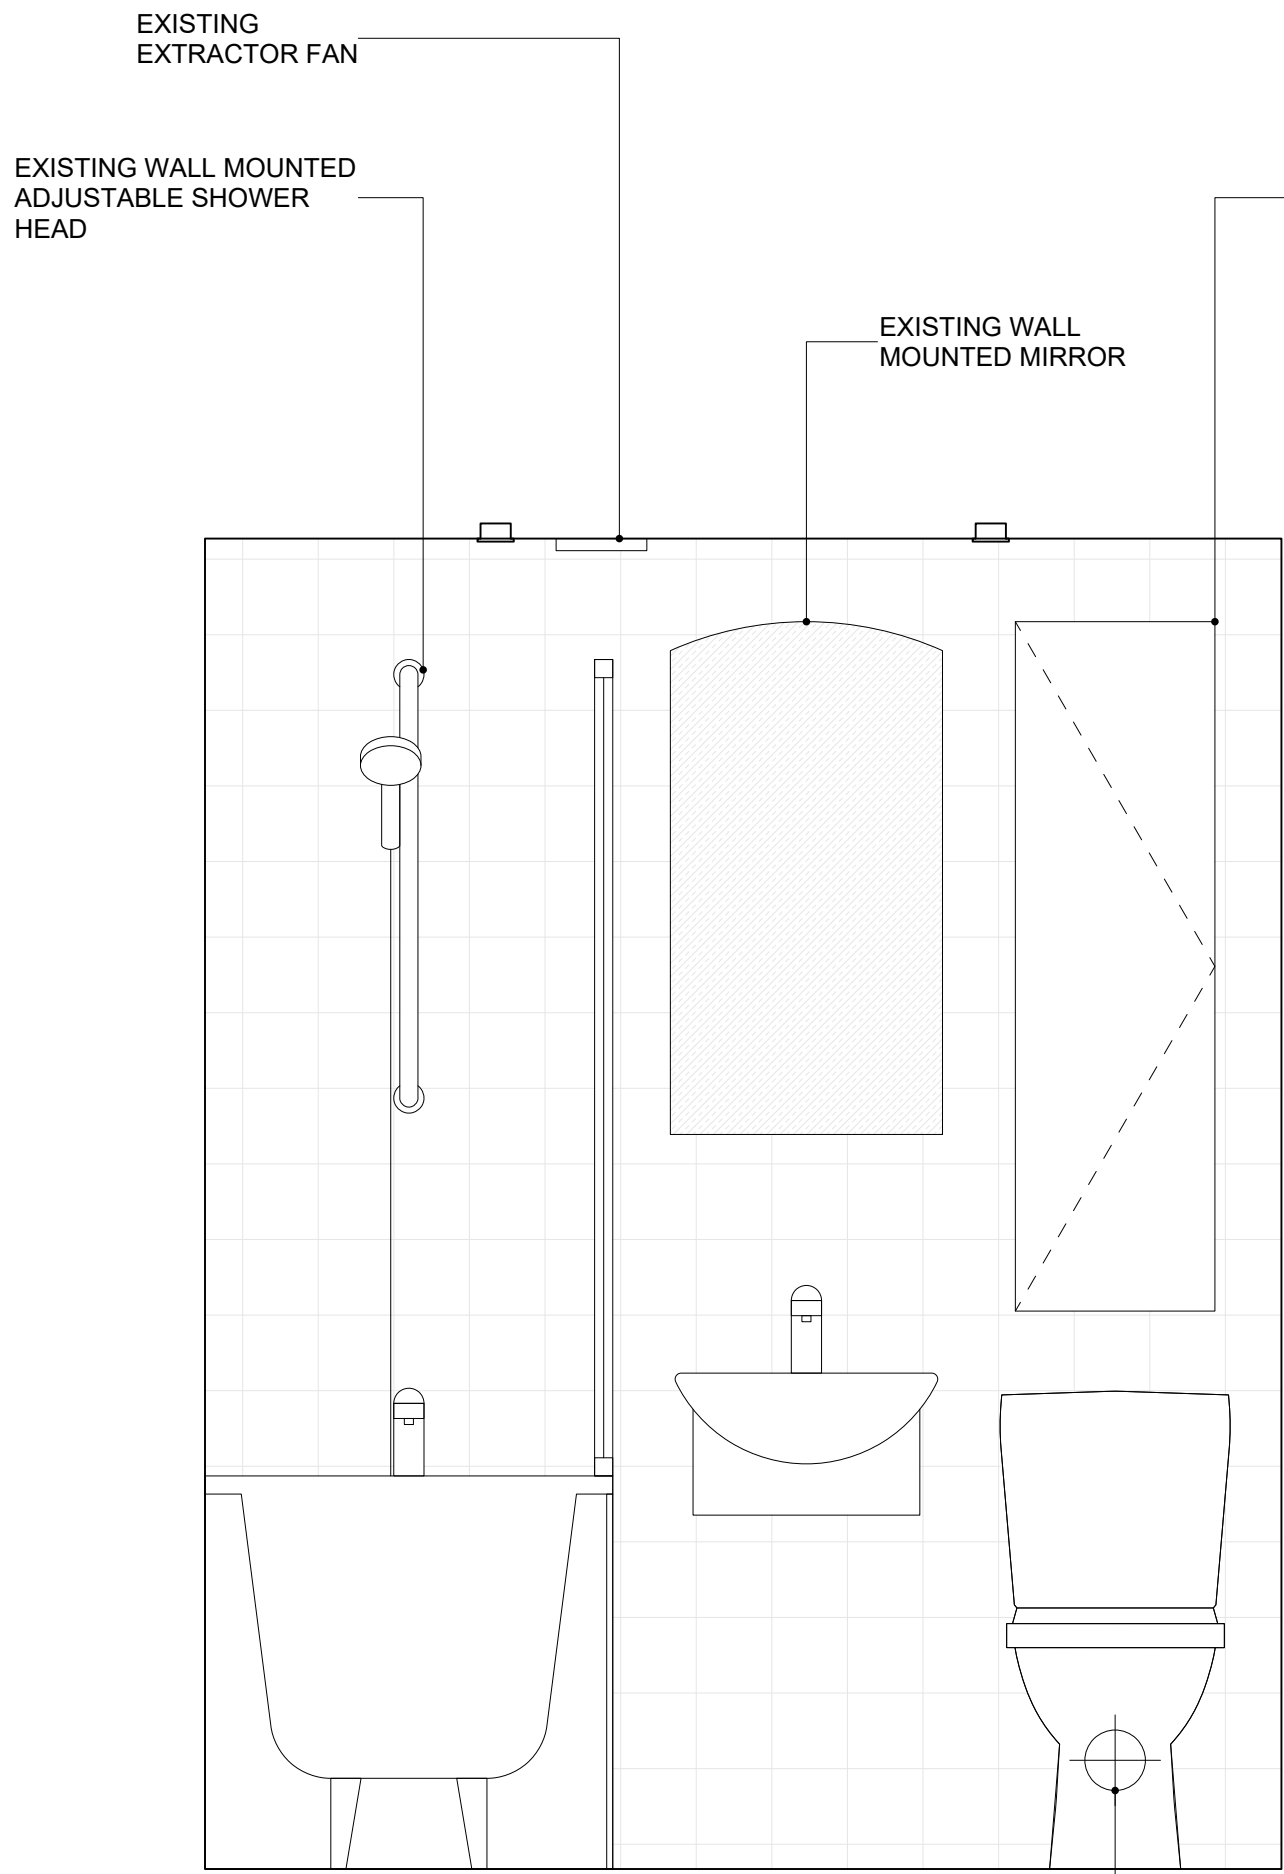 EXISTING
EXTRACTOR FAN
EXISTING WALL MOUNTED
ADJUSTABLE SHOWER
HEAD
EXISTING WALL
MOUNTED MIRROR